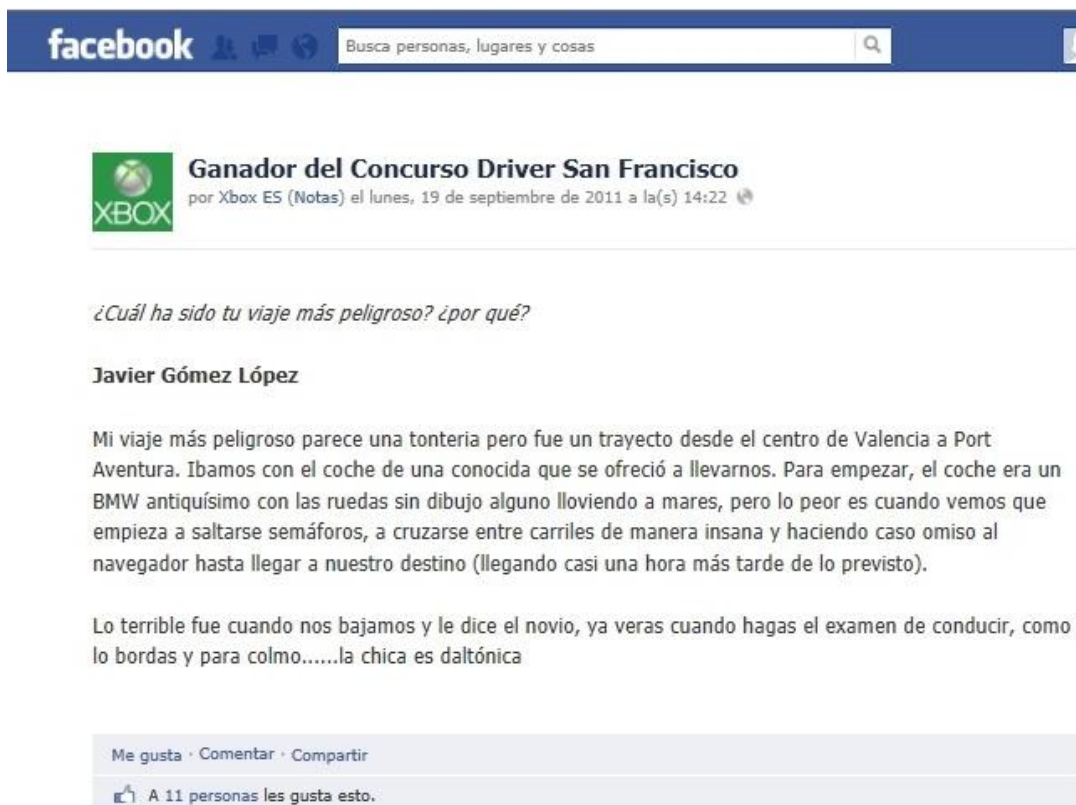 facebook
Busca personas, lugares y cosas
XBOX
Ganador del Concurso Driver San Francisco
por Xbox ES (Notas) el lunes, 19 de septiembre de 2011 a la(s) 14:22
¿Cuál ha sido tu viaje más peligroso? ¿por qué?
Javier Gómez López
Mi viaje más peligroso parece una tonteria pero fue un trayecto desde el centro de Valencia a Port
Aventura. Ibamos con el coche de una conocida que se ofreció a llevarnos. Para empezar, el coche era un
BMW antiquísimo con las ruedas sin dibujo alguno lloviendo a mares, pero lo peor es cuando vemos que
empieza a saltarse semáforos, a cruzarse entre carriles de manera insana y haciendo caso omiso al
navegador hasta llegar a nuestro destino (llegando casi una hora más tarde de lo previsto).
Lo terrible fue cuando nos bajamos y le dice el novio, ya veras cuando hagas el examen de conducir, como
lo bordas y para colmo......la chica es daltónica
Me gusta · Comentar · Compartir
A 11 personas les gusta esto.